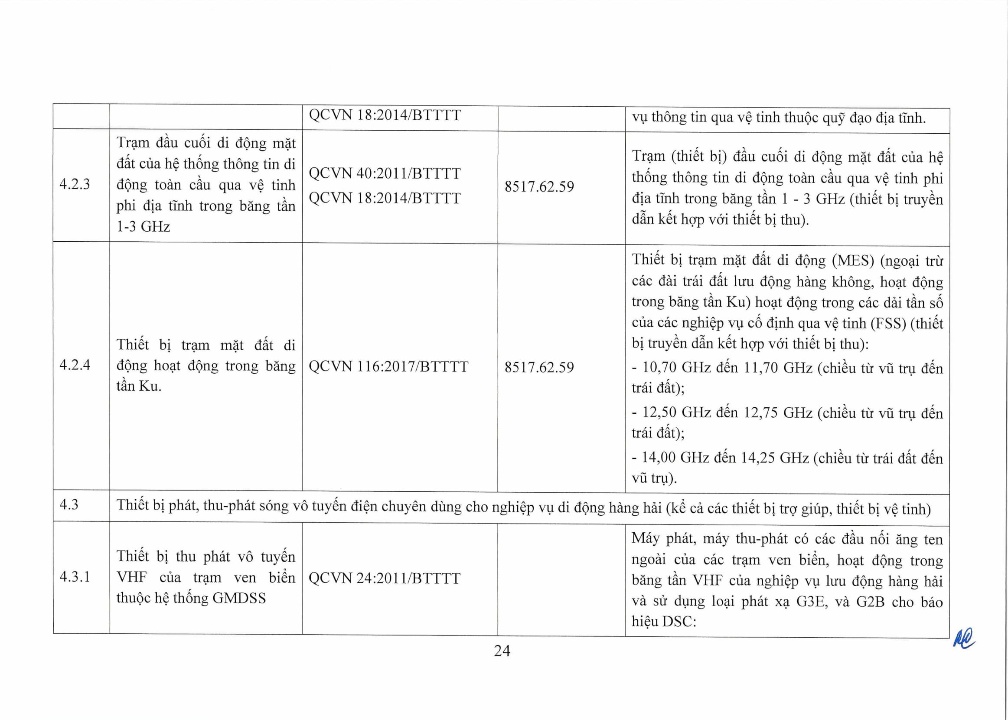 QCVN 18:2014/BTTTT
vụ thông tin qua vệ tinh thuộc quỹ đạo địa tĩnh.
4.2.3
Trạm đầu cuối di động mặt
đất của hệ thống thông tin di
động toàn cầu qua vệ tinh
phi địa tĩnh trong băng tần
1-3 GHz
QCVN 40:2011/BTTTT
QCVN 18:2014/BTTTT
8517.62.59
Trạm (thiết bị) đầu cuối di động mặt đất của hệ
thống thông tin di động toàn cầu qua vệ tinh phi
địa tĩnh trong băng tần 1 - 3 GHz (thiết bị truyền
dẫn kết hợp với thiết bị thu).
4.2.4
Thiết bị trạm mặt đất di
động hoạt động trong băng
tần Ku.
QCVN 116:2017/BTTTT
8517.62.59
Thiết bị trạm mặt đất di động (MES) (ngoại trừ
các đài trái đất lưu động hàng không, hoạt động
trong băng tần Ku) hoạt động trong các dải tần số
của các nghiệp vụ cố định qua vệ tinh (FSS) (thiết
bị truyền dẫn kết hợp với thiết bị thu):
- 10,70 GHz đến 11,70 GHz (chiều từ vũ trụ đến
trái đất);
- 12,50 GHz đến 12,75 GHz (chiều từ vũ trụ đến
trái đất);
- 14,00 GHz đến 14,25 GHz (chiều từ trái đất đến
vũ trụ).
4.3
Thiết bị phát, thu-phát sóng vô tuyến điện chuyên dùng cho nghiệp vụ di động hàng hải (kể cả các thiết bị trợ giúp, thiết bị vệ tinh)
4.3.1
Thiết bị thu phát vô tuyến
VHF của trạm ven biển
thuộc hệ thống GMDSS
QCVN 24:2011/BTTTT
Máy phát, máy thu-phát có các đầu nối ăng ten
ngoài của các trạm ven biển, hoạt động trong
băng tần VHF của nghiệp vụ lưu động hàng hải
và sử dụng loại phát xạ G3E, và G2B cho báo
hiệu DSC:
24